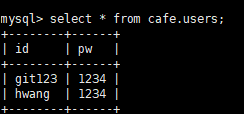 mysql> select * from cafe.users;
+--------+------+
| id     | pw   |
+--------+------+
| git123 | 1234 |
| hwang  | 1234 |
+--------+------+